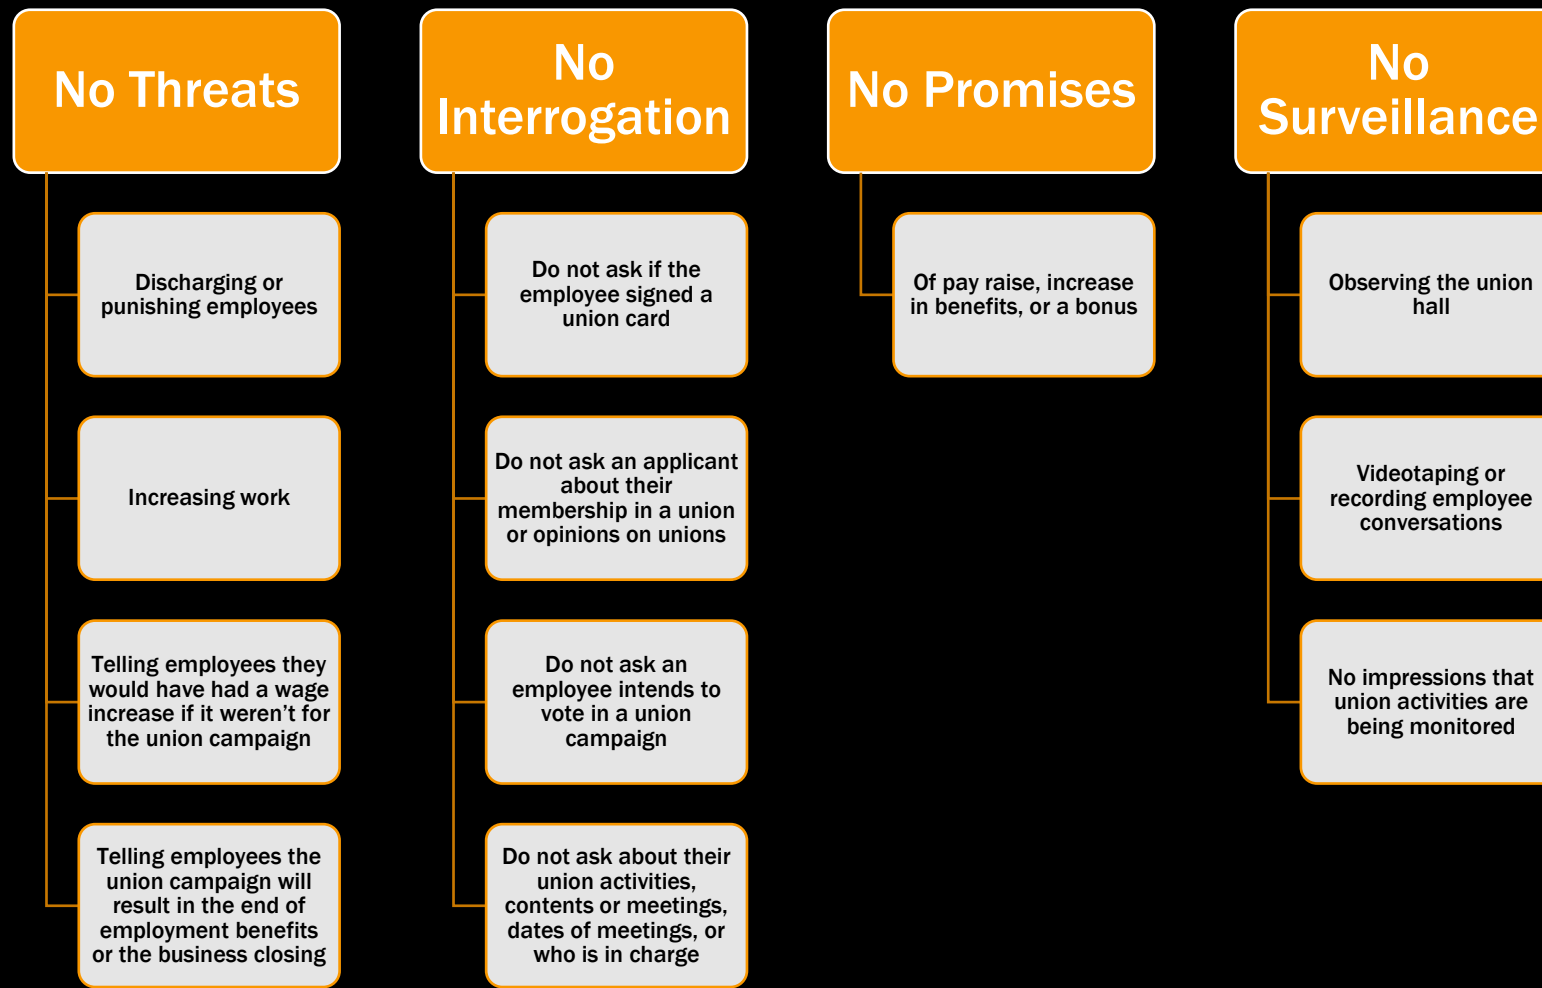 No Threats
Discharging or
punishing employees
Increasing work
Telling employees they
would have had a wage
increase if it weren’t for
the union campaign
Telling employees the
union campaign will
result in the end of
employment benefits
or the business closing
No
Interrogation
Do not ask if the
employee signed a
union card
Do not ask an applicant
about their
membership in a union
or opinions on unions
Do not ask an
employee intends to
vote in a union
campaign
Do not ask about their
union activities,
contents or meetings,
dates of meetings, or
who is in charge
No Promises
Of pay raise, increase
in benefits, or a bonus
No
Surveillance
Observing the union
hall
Videotaping or
recording employee
conversations
No impressions that
union activities are
being monitored